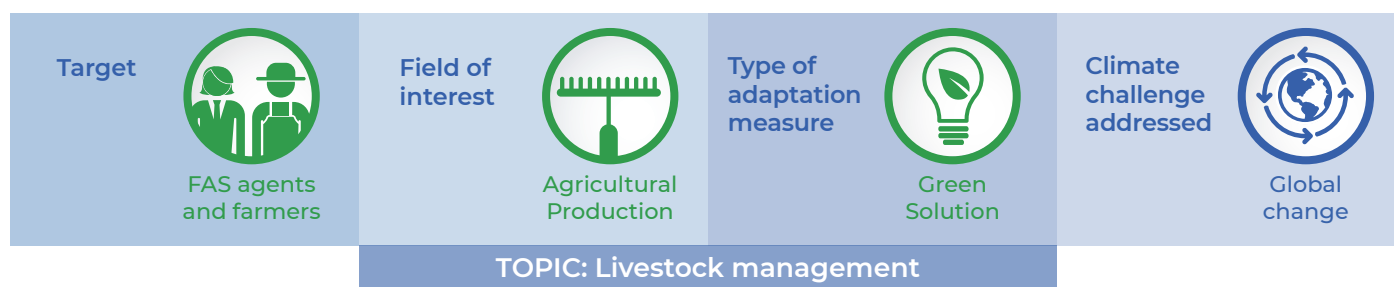 Target
FAS agents
and farmers
Field of
interest
Agricultural
Production
Type of
adaptation
measure
Green
Solution
Climate
challenge
addressed
Global
change
TOPIC: Livestock management